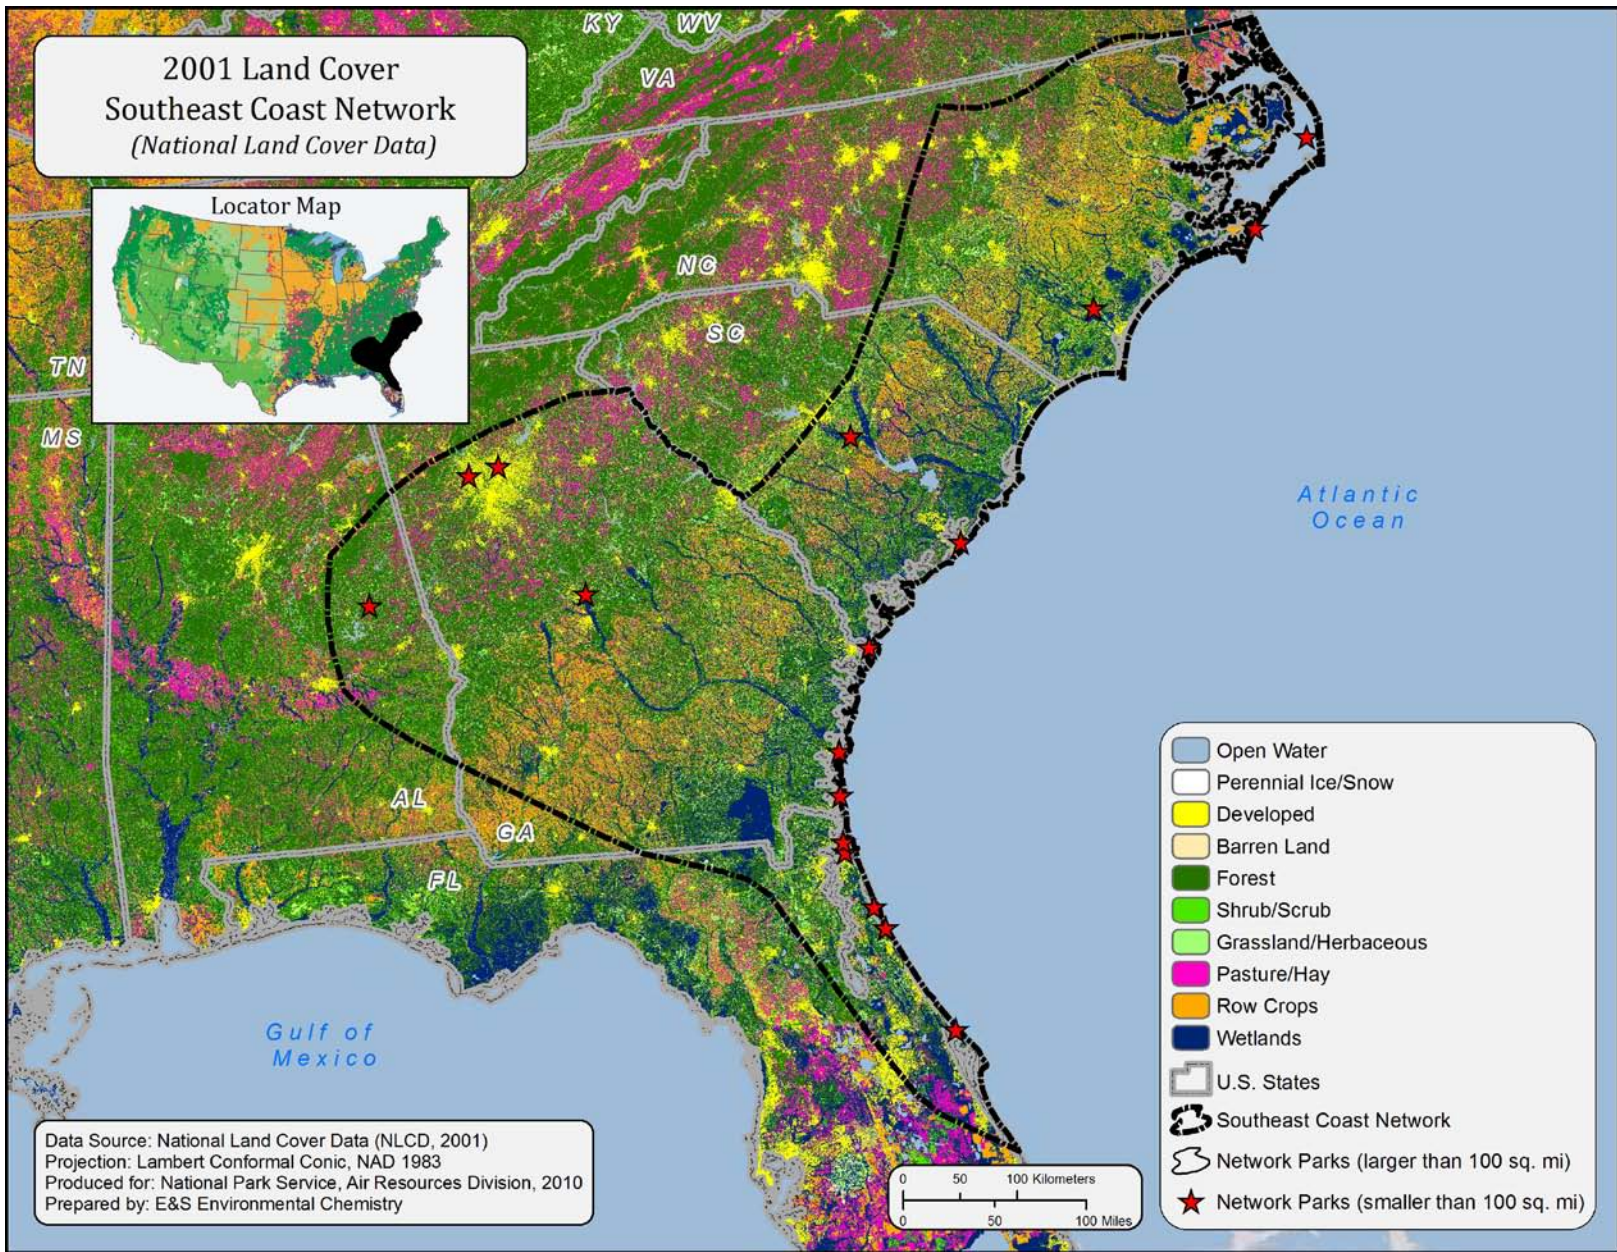 2001 Land Cover
Southeast Coast Network
(National Land Cover Data)
Locator Map
KY
WV
VA
NC
SC
TN
MS
AL
GA
FL
Atlantic
Ocean
Gulf of
Mexico
Open Water
Perennial Ice/Snow
Developed
Barren Land
Forest
Shrub/Scrub
Grassland/Herbaceous
Pasture/Hay
Row Crops
Wetlands
U.S. States
Southeast Coast Network
Network Parks (larger than 100 sq. mi)
Network Parks (smaller than 100 sq. mi)
Data Source: National Land Cover Data (NLCD, 2001)
Projection: Lambert Conformal Conic, NAD 1983
Produced for: National Park Service, Air Resources Division, 2010
Prepared by: E&S Environmental Chemistry
0 50 100 Kilometers
0 50 100 Miles